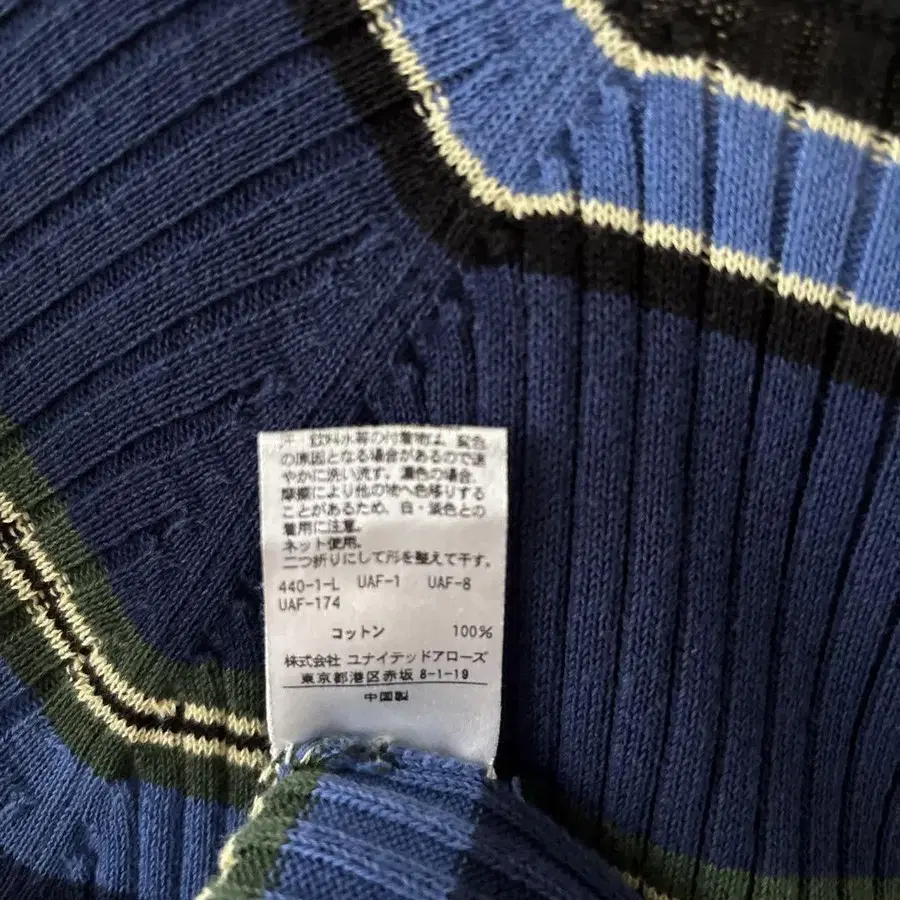 汗・飲料水等の付着物は、変色
の原因となる場合があるので速
やかに洗い流す。濃色の場合、
摩擦により他の物へ色移りする
ことがあるため、白・淡色との
着用に注意。
ネット使用。
二つ折りにして形を整えて干す。
440-1-L UAF-1 UAF-8
UAF-174
コットン 100%
株式会社 ユナイテッドアローズ
東京都港区赤坂 8-1-19
中国製